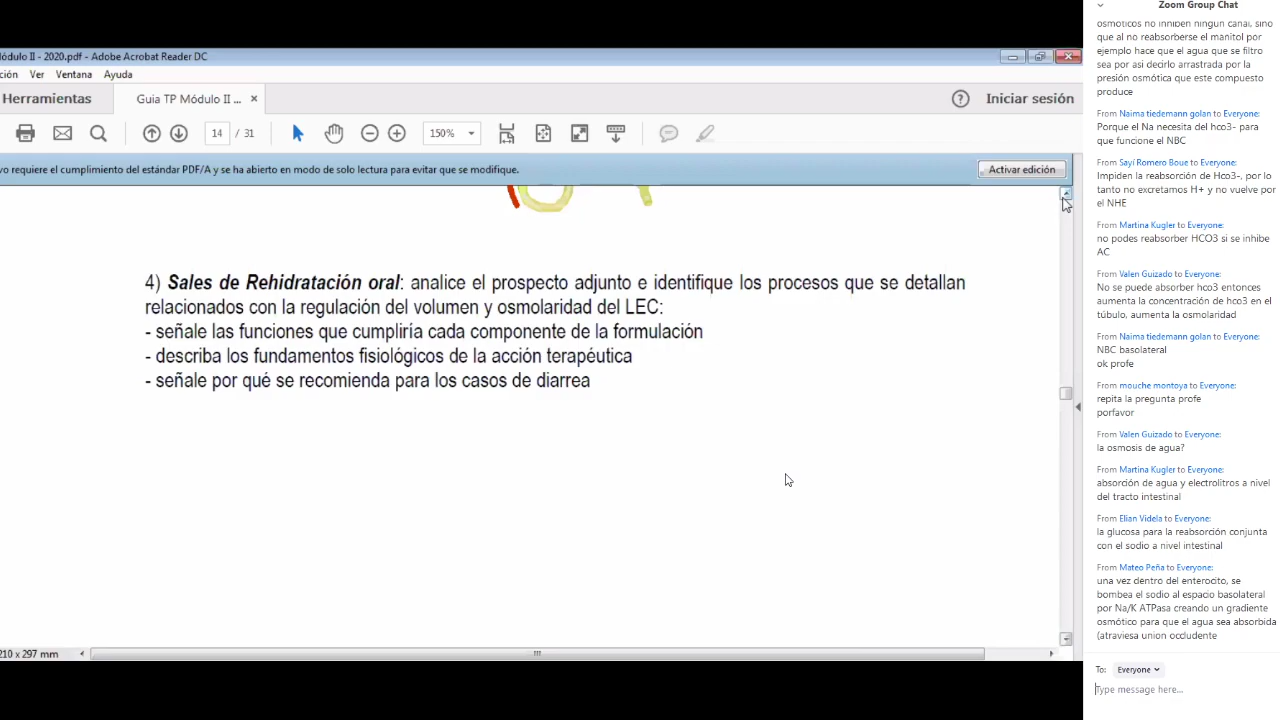 Módulo II - 2020.pdf - Adobe Acrobat Reader DC
ción Ver Ventana Ayuda
Herramientas
Guia TP Módulo II ... ×
Iniciar sesión
14 / 31
150%
vo requiere el cumplimiento del estándar PDF/A y se ha abierto en modo de solo lectura para evitar que se modifique.
Activar edición
4) Sales de Rehidratación oral: analice el prospecto adjunto e identifique los procesos que se detallan
relacionados con la regulación del volumen y osmolaridad del LEC:
- señale las funciones que cumpliría cada componente de la formulación
- describa los fundamentos fisiológicos de la acción terapéutica
- señale por qué se recomienda para los casos de diarrea
210 x 297 mm
Zoom Group Chat
osmoticos no inhiben ningun canal, sino
que al no reabsorberse el manitol por
ejemplo hace que el agua que se filtro
sea por asi decirlo arrastrada por la
presión osmótica que este compuesto
produce
From Naima tiedemann golan to Everyone:
Porque el Na necesita del hco3- para
que funcione el NBC
From Sayí Romero Boue to Everyone:
Impiden la reabsorción de Hco3-, por lo
tanto no excretamos H+ y no vuelve por
el NHE
From Martina Kugler to Everyone:
no podes reabsorber HCO3 si se inhibe
AC
From Valen Guizado to Everyone:
No se puede absorber hco3 entonces
aumenta la concentración de hco3 en el
túbulo, aumenta la osmolaridad
From Naima tiedemann golan to Everyone:
NBC basolateral
ok profe
From mouche montoya to Everyone:
repita la pregunta profe
porfavor
From Valen Guizado to Everyone:
la osmosis de agua?
From Martina Kugler to Everyone:
absorción de agua y electrolitros a nivel
del tracto intestinal
From Elian Videla to Everyone:
la glucosa para la reabsorción conjunta
con el sodio a nivel intestinal
From Mateo Peña to Everyone:
una vez dentro del enterocito, se
bombea el sodio al espacio basolateral
por Na/K ATPasa creando un gradiente
osmótico para que el agua sea absorbida
(atraviesa union occludente
To: Everyone
Type message here...